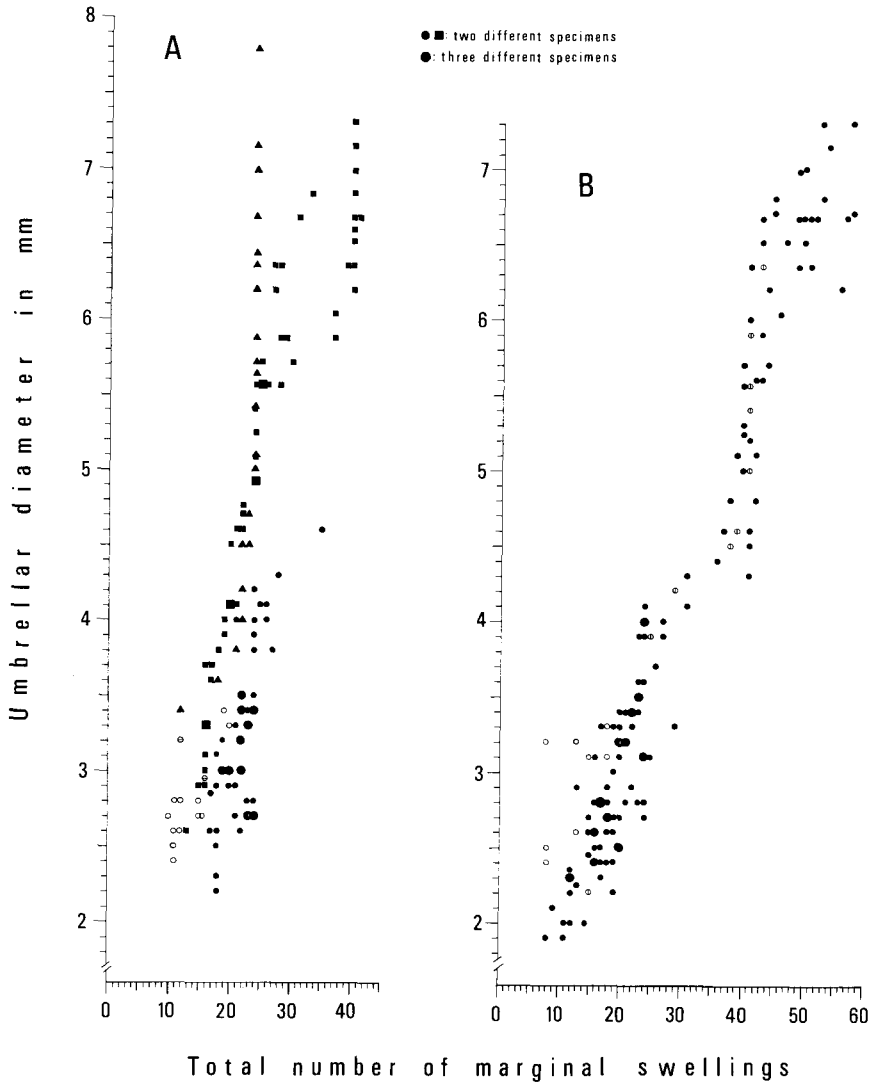 A
●■: two different specimens
●: three different specimens
B
8
7
6
5
4
3
2
7
6
5
4
3
2
Umbrellar diameter in mm
0 10 20 30 40
0 10 20 30 40 50 60
Total number of marginal swellings